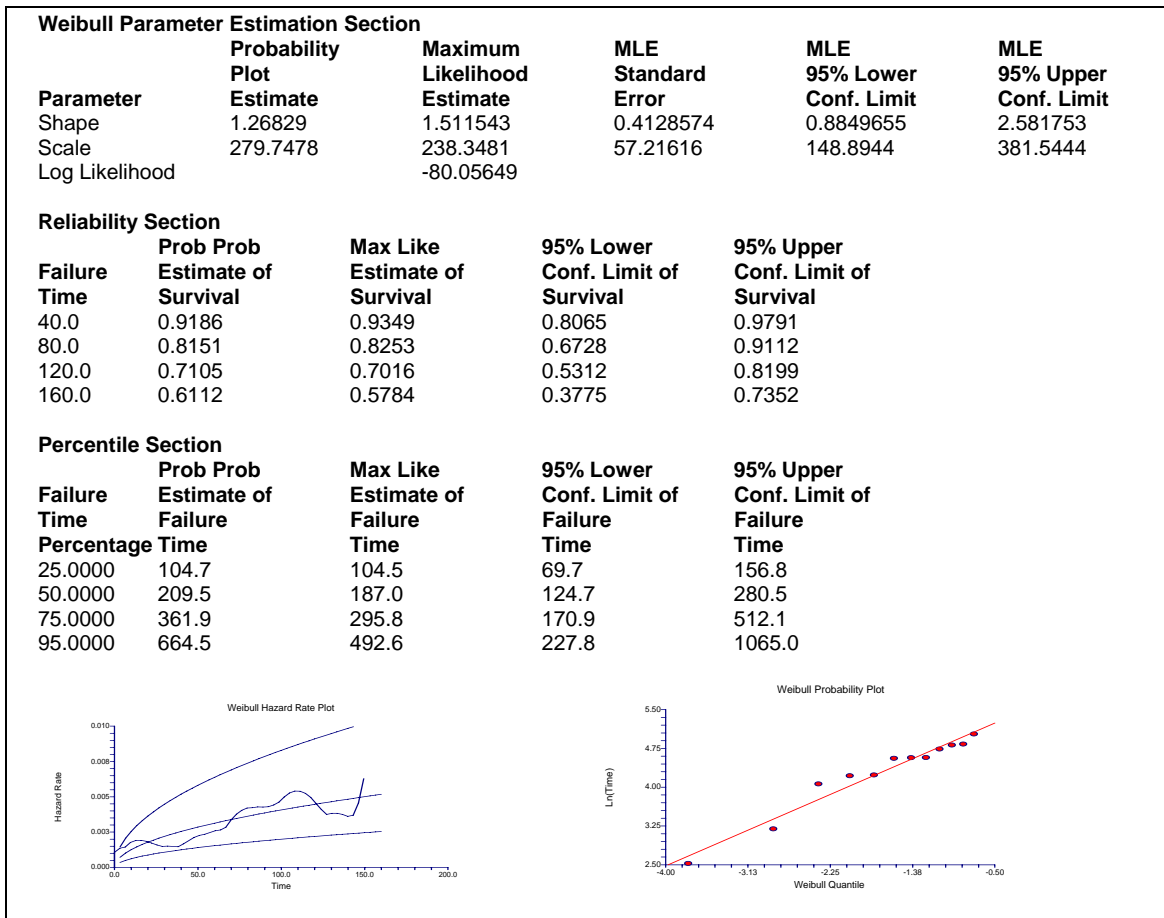 Weibull Parameter Estimation Section
Probability Maximum MLE MLE MLE
Plot Likelihood Standard 95% Lower 95% Upper
Parameter Estimate Estimate Error Conf. Limit Conf. Limit
Shape 1.26829 1.511543 0.4128574 0.8849655 2.581753
Scale 279.7478 238.3481 57.21616 148.8944 381.5444
Log Likelihood -80.05649
Reliability Section
Prob Prob Max Like 95% Lower 95% Upper
Failure Estimate of Estimate of Conf. Limit of Conf. Limit of
Time Survival Survival Survival Survival
40.0 0.9186 0.9349 0.8065 0.9791
80.0 0.8151 0.8253 0.6728 0.9112
120.0 0.7105 0.7016 0.5312 0.8199
160.0 0.6112 0.5784 0.3775 0.7352
Percentile Section
Prob Prob Max Like 95% Lower 95% Upper
Failure Estimate of Estimate of Conf. Limit of Conf. Limit of
Time Failure Failure Failure Failure
Percentage Time Time Time Time
25.0000 104.7 104.5 69.7 156.8
50.0000 209.5 187.0 124.7 280.5
75.0000 361.9 295.8 170.9 512.1
95.0000 664.5 492.6 227.8 1065.0
Weibull Hazard Rate Plot
0.010
0.008
0.005
0.003
0.000
Hazard Rate
0.0 50.0 100.0 150.0 200.0
Time
Weibull Probability Plot
5.50
4.75
4.00
3.25
2.50
Ln(Time)
-4.00 -3.13 -2.25 -1.38 -0.50
Weibull Quantile